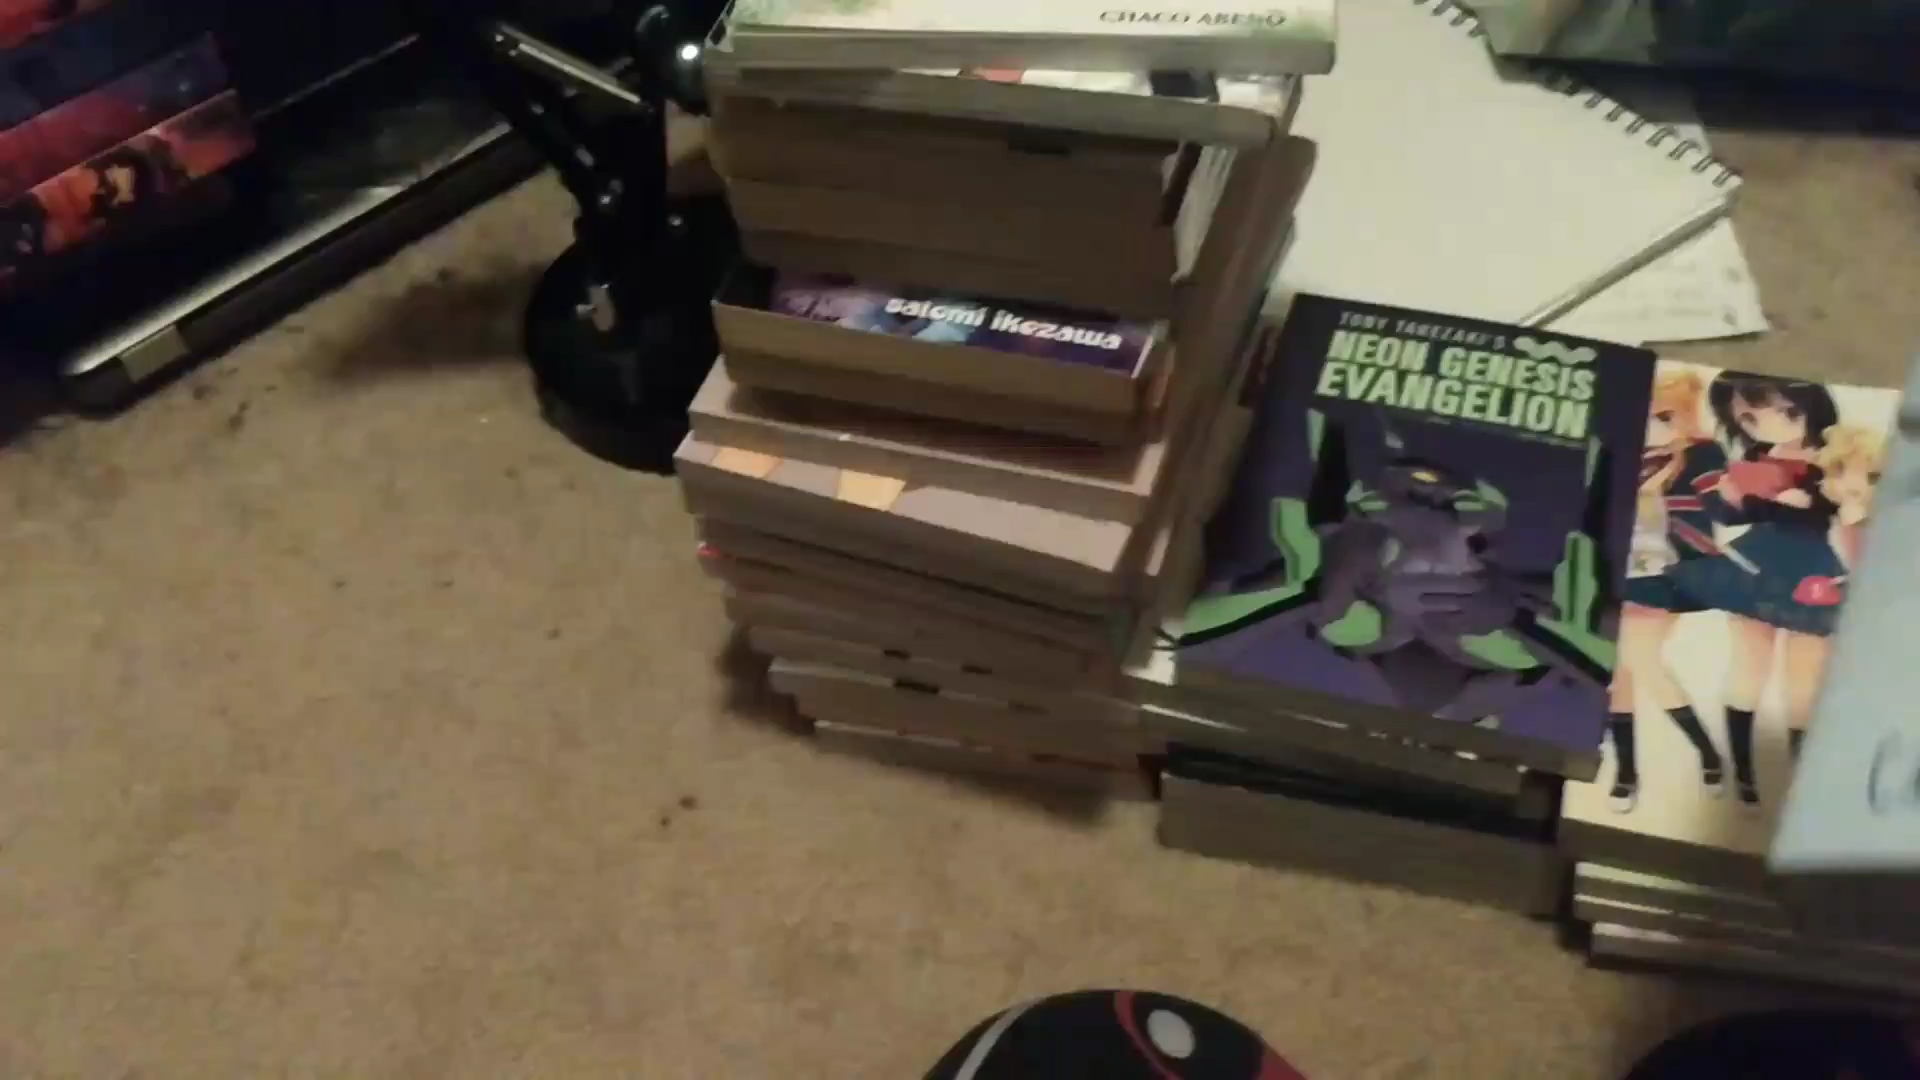 CHACO ABENO
satomi ikezawa
TONY TAKEZAKI'S
NEON GENESIS
EVANGELION